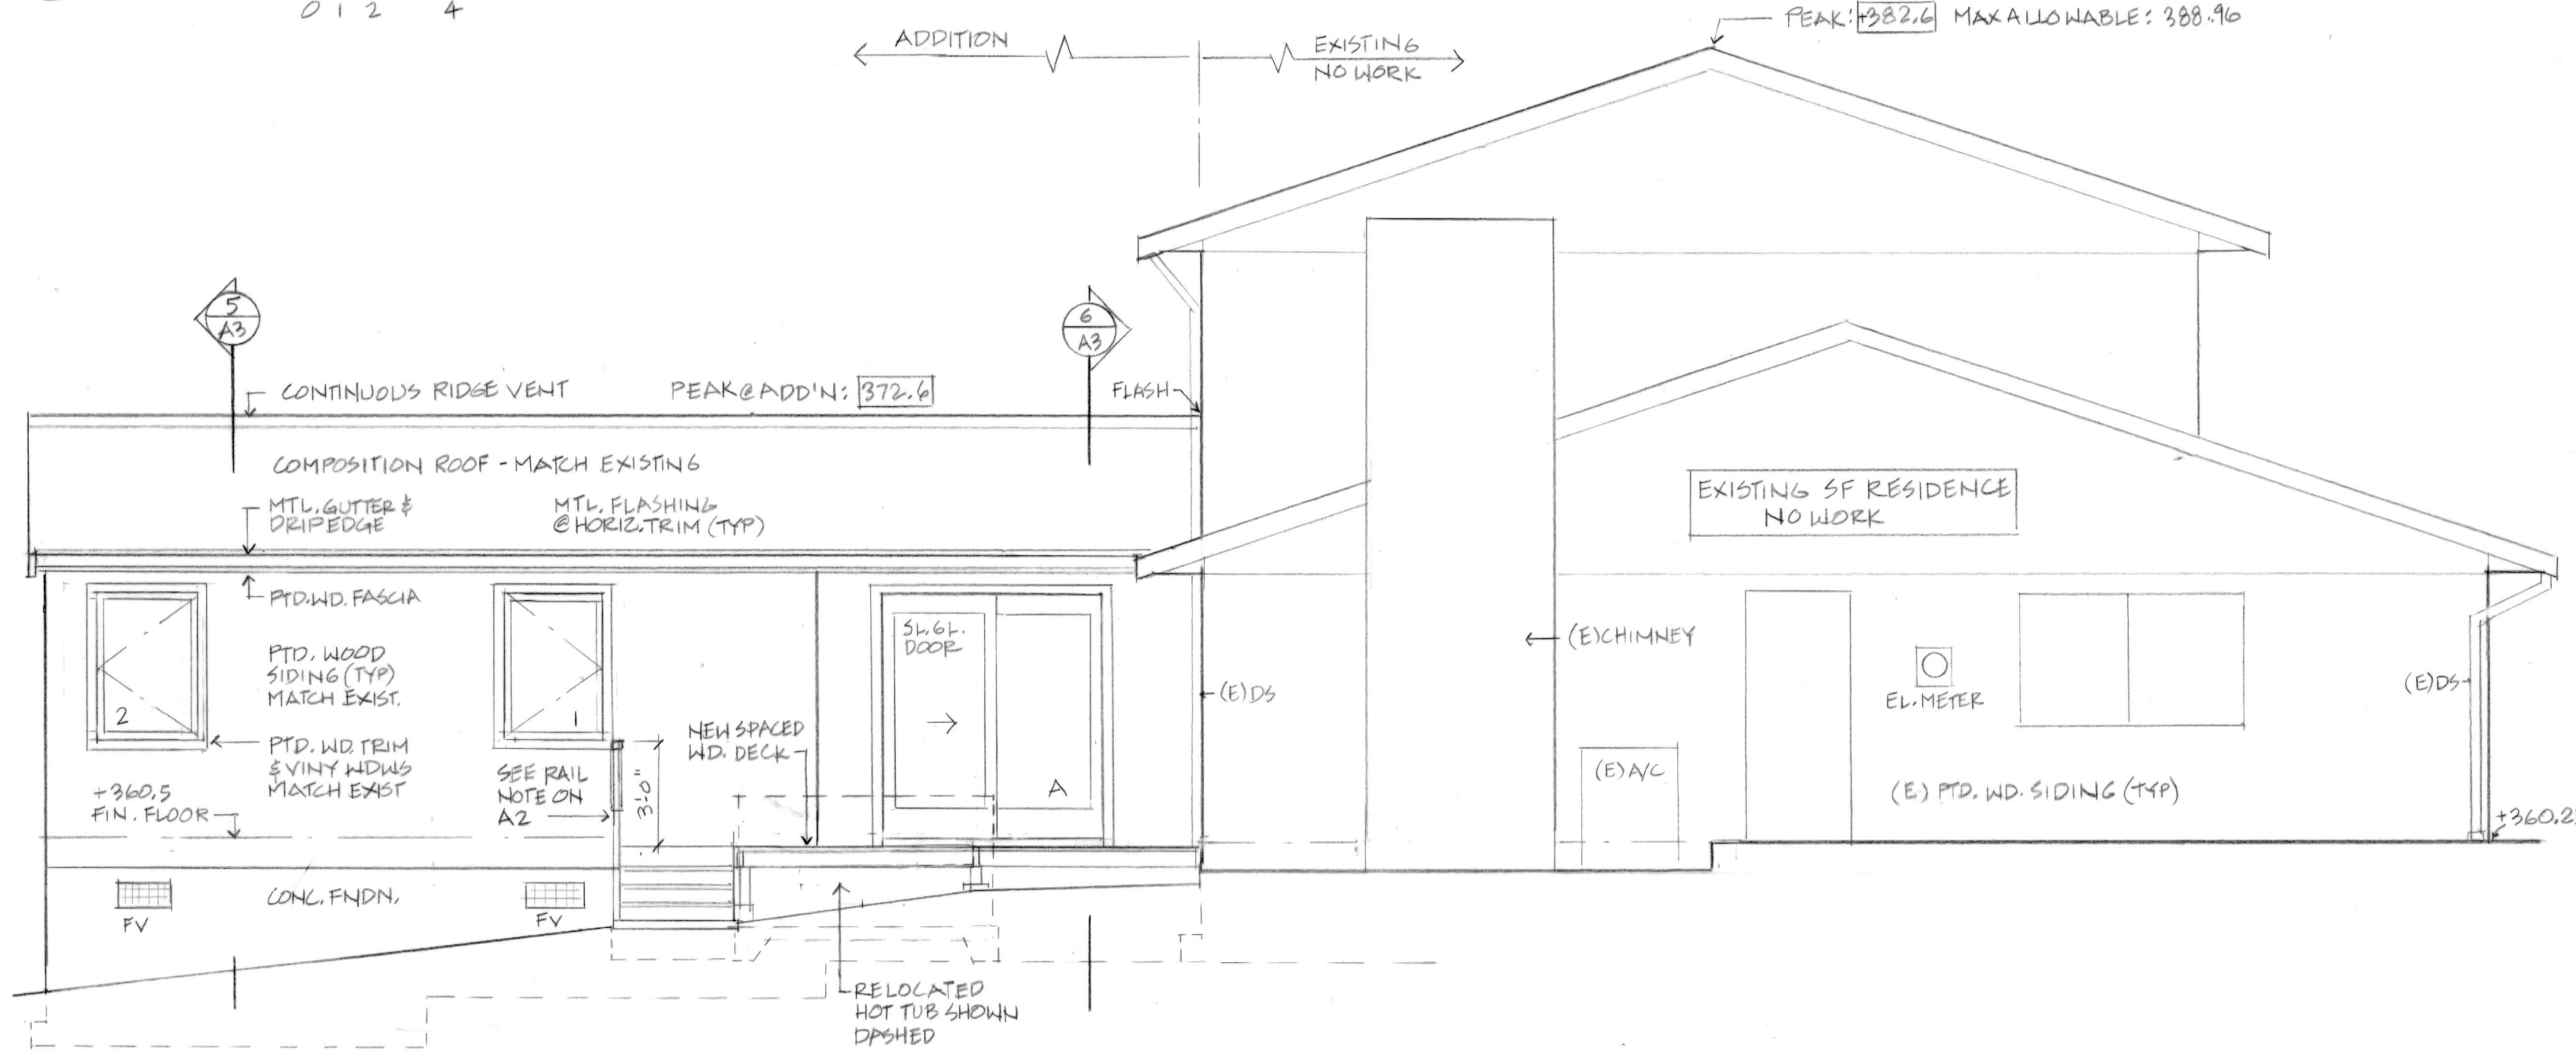 0 1 2 4
PEAK: +382.6 MAX ALLOWABLE: 388.96
ADDITION
EXISTING
NO WORK
5
A3
6
A3
CONTINUOUS RIDGE VENT
PEAK@ADD'N: 372.6
FLASH
COMPOSITION ROOF - MATCH EXISTING
MTL. GUTTER &
DRIP EDGE
MTL. FLASHING
@ HORIZ. TRIM (TYP)
EXISTING SF RESIDENCE
NO WORK
PTD. WD. FASCIA
PTD. WOOD
SIDING (TYP)
MATCH EXIST.
2
1
SL. GL.
DOOR
A
(E) CHIMNEY
(E) DS
EL. METER
(E) DS
PTD. WD. TRIM
& VINY WDWS
MATCH EXIST
+360.5
FIN. FLOOR
SEE RAIL
NOTE ON
A2
3'-0"
NEW SPACED
WD. DECK
(E) A/C
(E) PTD. WD. SIDING (TYP)
+360.2
CONC. FNDN.
FV
FV
RELOCATED
HOT TUB SHOWN
DASHED